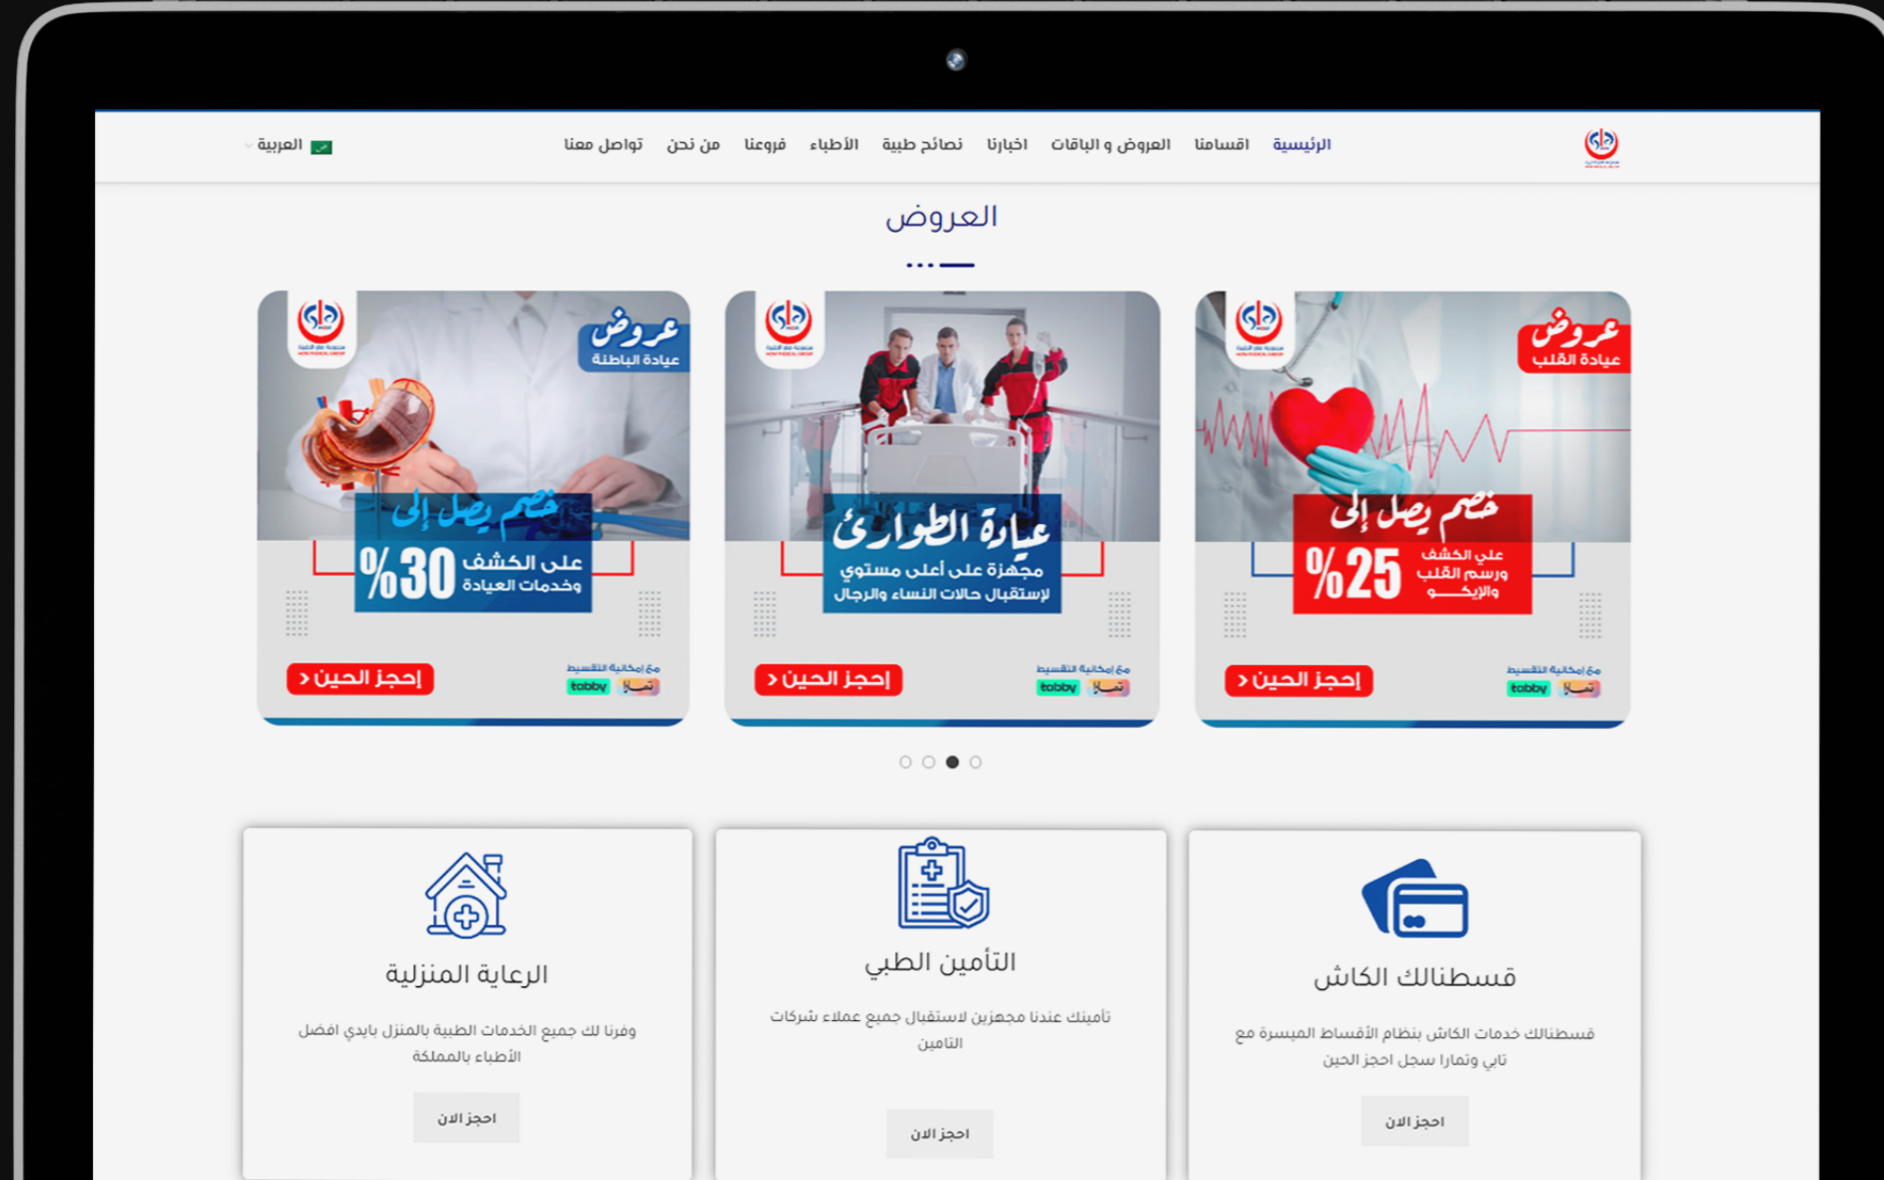 الرئيسية
اقسامنا
العروض و الباقات
اخبارنا
نصائح طبية
الأطباء
فروعنا
من نحن
تواصل معنا
العربية
العروض
عروض
عيادة القلب
خصم يصل إلى
%25
علي الكشف
ورسم القلب
والإيكـــو
إحجز الحين >
مع إمكانية التقسيط
tabby تمارا
عيادة الطوارئ
مجهزة على أعلى مستوي
لإستقبال حالات النساء والرجال
إحجز الحين >
مع إمكانية التقسيط
tabby تمارا
عروض
عيادة الباطنة
خصم يصل إلى
%30
على الكشف
وخدمات العيادة
إحجز الحين >
مع إمكانية التقسيط
tabby تمارا
قسطنالك الكاش
قسطنالك خدمات الكاش بنظام الأقساط الميسرة مع
تابي وتمارا سجل احجز الحين
احجز الان
التأمين الطبي
تأمينك عندنا مجهزين لاستقبال جميع عملاء شركات
التامين
احجز الان
الرعاية المنزلية
وفرنا لك جميع الخدمات الطبية بالمنزل بايدي افضل
الأطباء بالمملكة
احجز الان